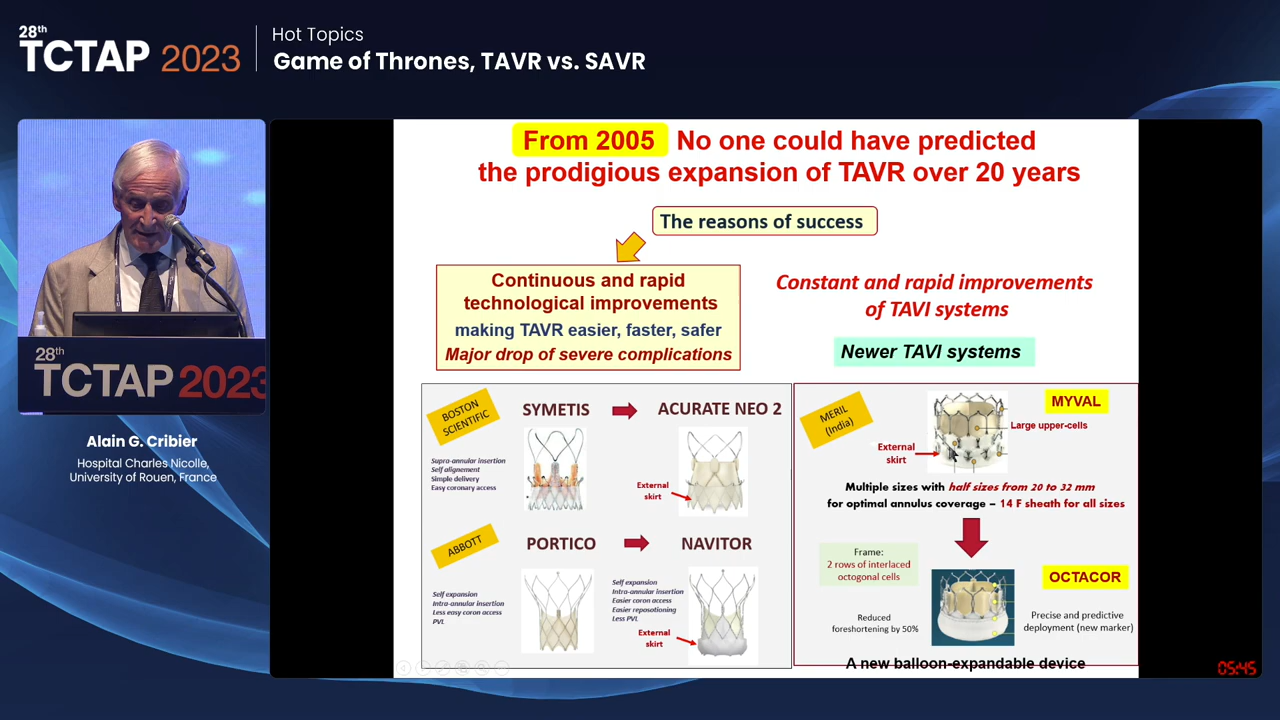 28th
TCTAP 2023
Hot Topics
Game of Thrones, TAVR vs. SAVR
28th
TCTAP 2023
Alain G. Cribier
Hospital Charles Nicolle,
University of Rouen, France
From 2005 No one could have predicted
the prodigious expansion of TAVR over 20 years
The reasons of success
Continuous and rapid
technological improvements
making TAVR easier, faster, safer
Major drop of severe complications
Constant and rapid improvements
of TAVI systems
Newer TAVI systems
BOSTON
SCIENTIFIC
SYMETIS
ACURATE NEO 2
Supra-annular insertion
Self alignement
Simple delivery
Easy coronary access
External
skirt
ABBOTT
PORTICO
NAVITOR
Self expansion
Intra-annular insertion
Less easy coron access
PVL
Self expansion
Intra-annular insertion
Easier coron access
Easier repositioning
Less PVL
External
skirt
MERIL
(India)
MYVAL
Large upper-cells
External
skirt
Multiple sizes with half sizes from 20 to 32 mm
for optimal annulus coverage – 14 F sheath for all sizes
Frame:
2 rows of interlaced
octogonal cells
OCTACOR
Reduced
foreshortening by 50%
Precise and predictive
deployment (new marker)
A new balloon-expandable device
05:45